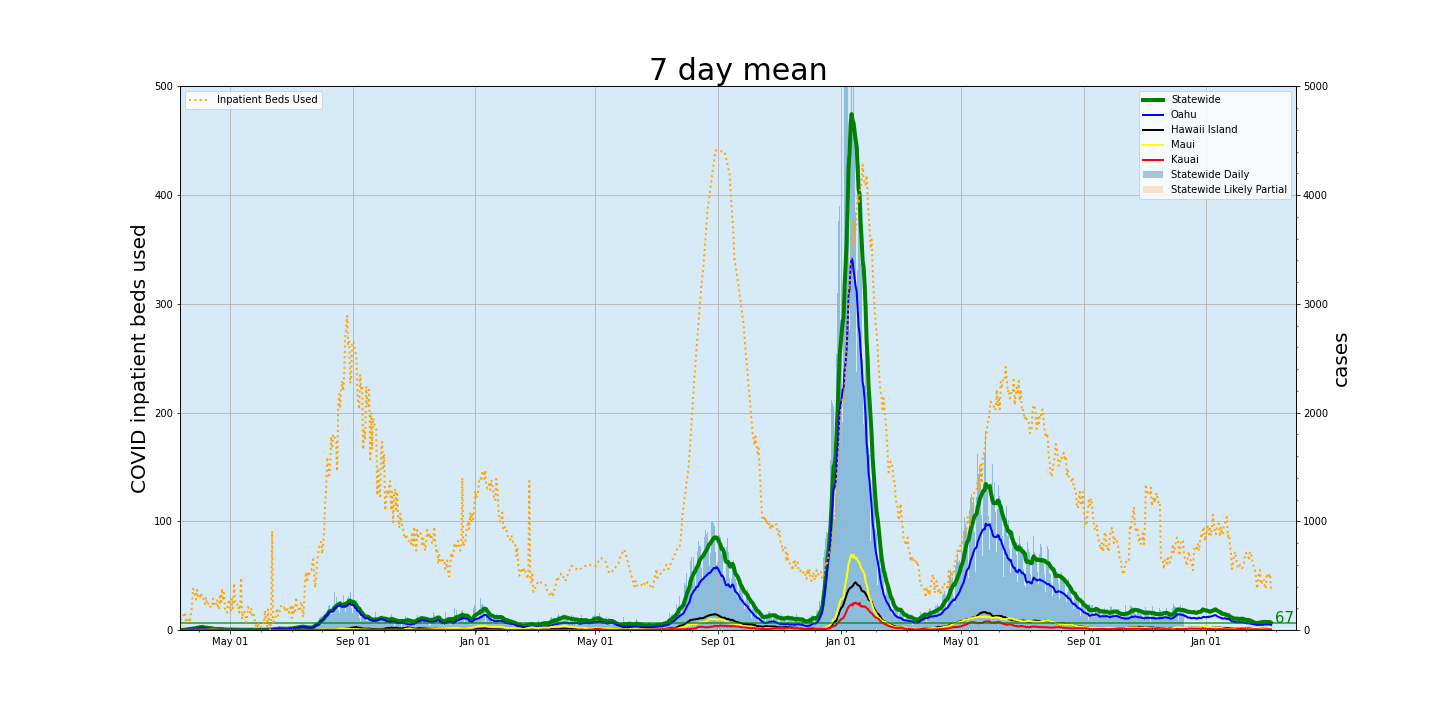 7 day mean
500
400
300
200
100
0
COVID inpatient beds used
Inpatient Beds Used
Statewide
Oahu
Hawaii Island
Maui
Kauai
Statewide Daily
Statewide Likely Partial
5000
4000
3000
2000
1000
0
cases
67
May 01 Sep 01 Jan 01 May 01 Sep 01 Jan 01 May 01 Sep 01 Jan 01